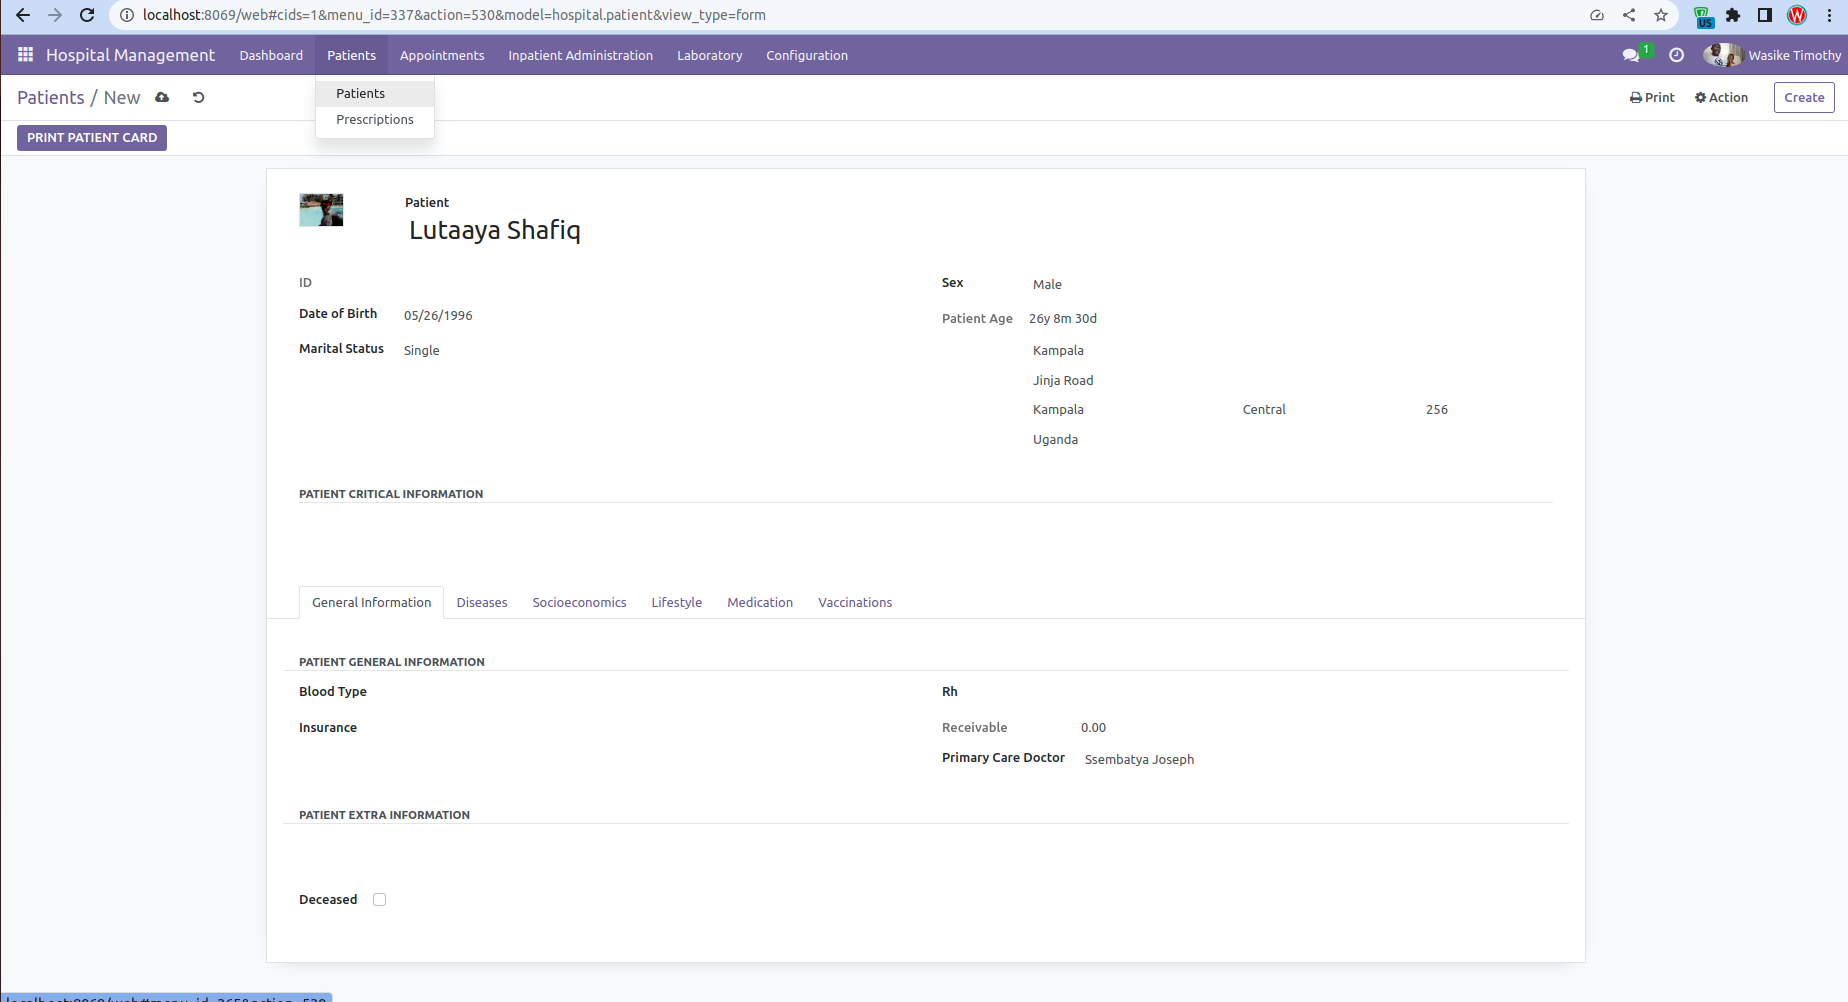 localhost:8069/web#cids=1&menu_id=337&action=530&model=hospital.patient&view_type=form
US
W
Hospital Management Dashboard Patients Appointments Inpatient Administration Laboratory Configuration 1 Wasike Timothy
Patients / New Print Action Create
Patients
Prescriptions
PRINT PATIENT CARD
Patient
Lutaaya Shafiq
ID Sex Male
Date of Birth 05/26/1996 Patient Age 26y 8m 30d
Marital Status Single Kampala
Jinja Road
Kampala Central 256
Uganda
PATIENT CRITICAL INFORMATION
General Information Diseases Socioeconomics Lifestyle Medication Vaccinations
PATIENT GENERAL INFORMATION
Blood Type Rh
Insurance Receivable 0.00
Primary Care Doctor Ssembatya Joseph
PATIENT EXTRA INFORMATION
Deceased